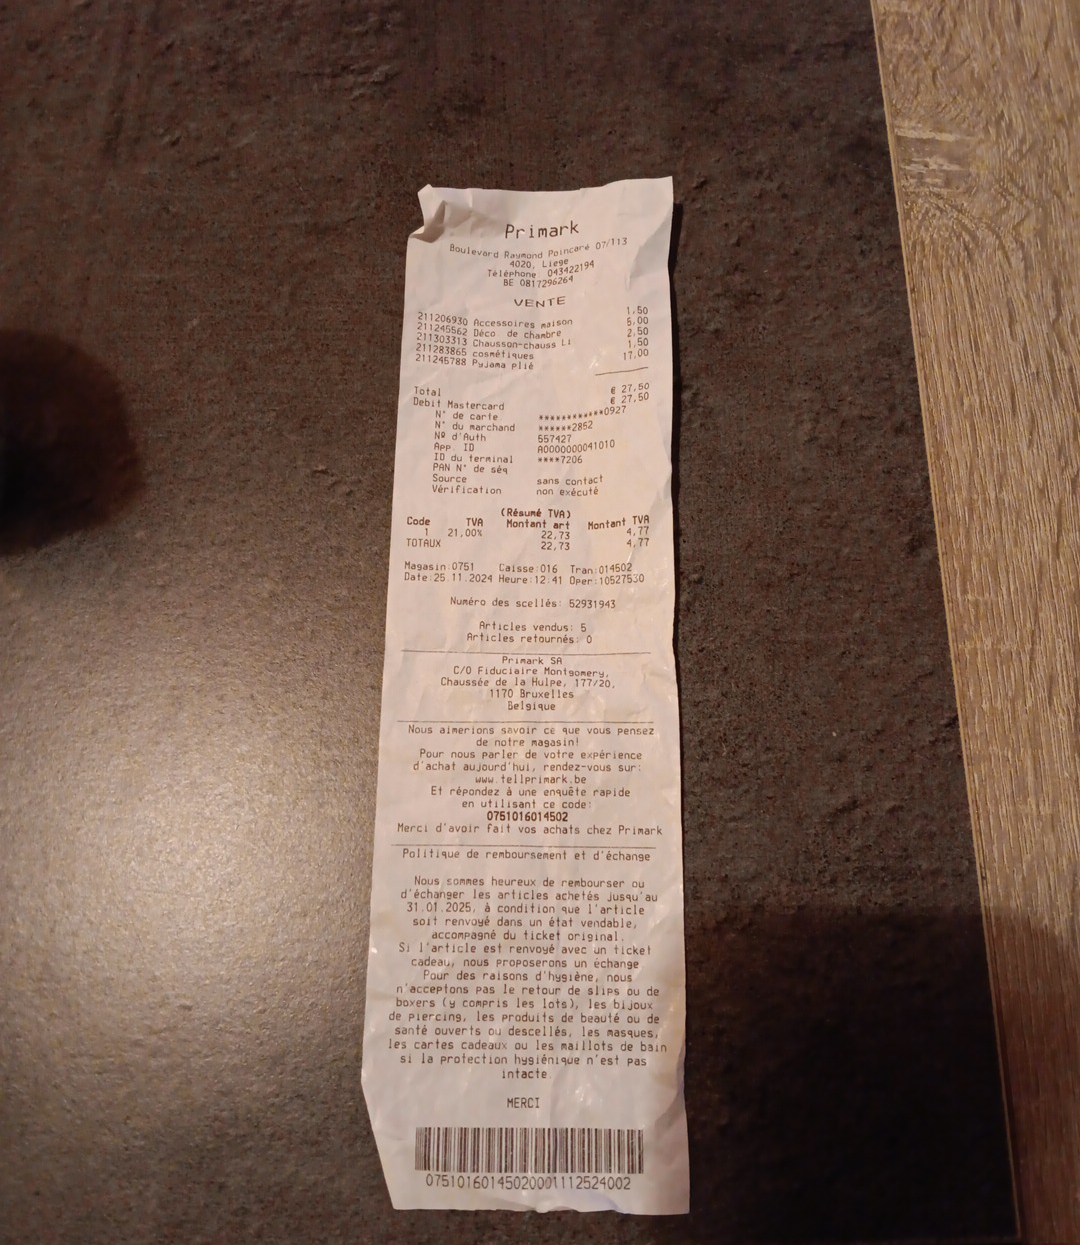 Primark
Boulevard Raymond Poincaré 07/113
4020, Liege
Téléphone 043422194
BE 0817296264
VENTE
211206930 Accessoires maison 1,50
211245562 Déco de chambre 5,00
211303313 Chausson-chauss Li 2,50
211283865 cosmétiques 1,50
211245788 Pyjama plié 17,00
Total € 27,50
Debit Mastercard € 27,50
N° de carte ************0927
N° du marchand ******2852
Nº d'Auth 557427
App. ID A0000000041010
ID du terminal ****7206
PAN N° de séq
Source sans contact
Vérification non exécuté
(Résumé TVA)
Code TVA Montant art Montant TVA
1 21,00% 22,73 4,77
TOTAUX 22,73 4,77
Magasin:0751 Caisse:016 Tran:014502
Date:25.11.2024 Heure:12:41 Oper:10527530
Numéro des scellés: 52931943
Articles vendus: 5
Articles retournés: 0
Primark SA
C/O Fiduciaire Montgomery,
Chaussée de la Hulpe, 177/20,
1170 Bruxelles
Belgique
Nous aimerions savoir ce que vous pensez
de notre magasin!
Pour nous parler de votre expérience
d'achat aujourd'hui, rendez-vous sur:
www.tellprimark.be
Et répondez à une enquête rapide
en utilisant ce code:
0751016014502
Merci d'avoir fait vos achats chez Primark
Politique de remboursement et d'échange
Nous sommes heureux de rembourser ou
d'échanger les articles achetés jusqu'au
31.01.2025, à condition que l'article
soit renvoyé dans un état vendable,
accompagné du ticket original.
Si l'article est renvoyé avec un ticket
cadeau, nous proposerons un échange
Pour des raisons d'hygiène, nous
n'acceptons pas le retour de slips ou de
boxers (y compris les lots), les bijoux
de piercing, les produits de beauté ou de
santé ouverts ou descellés, les masques,
les cartes cadeaux ou les maillots de bain
si la protection hygiénique n'est pas
intacte.
MERCI
07510160145020001112524002